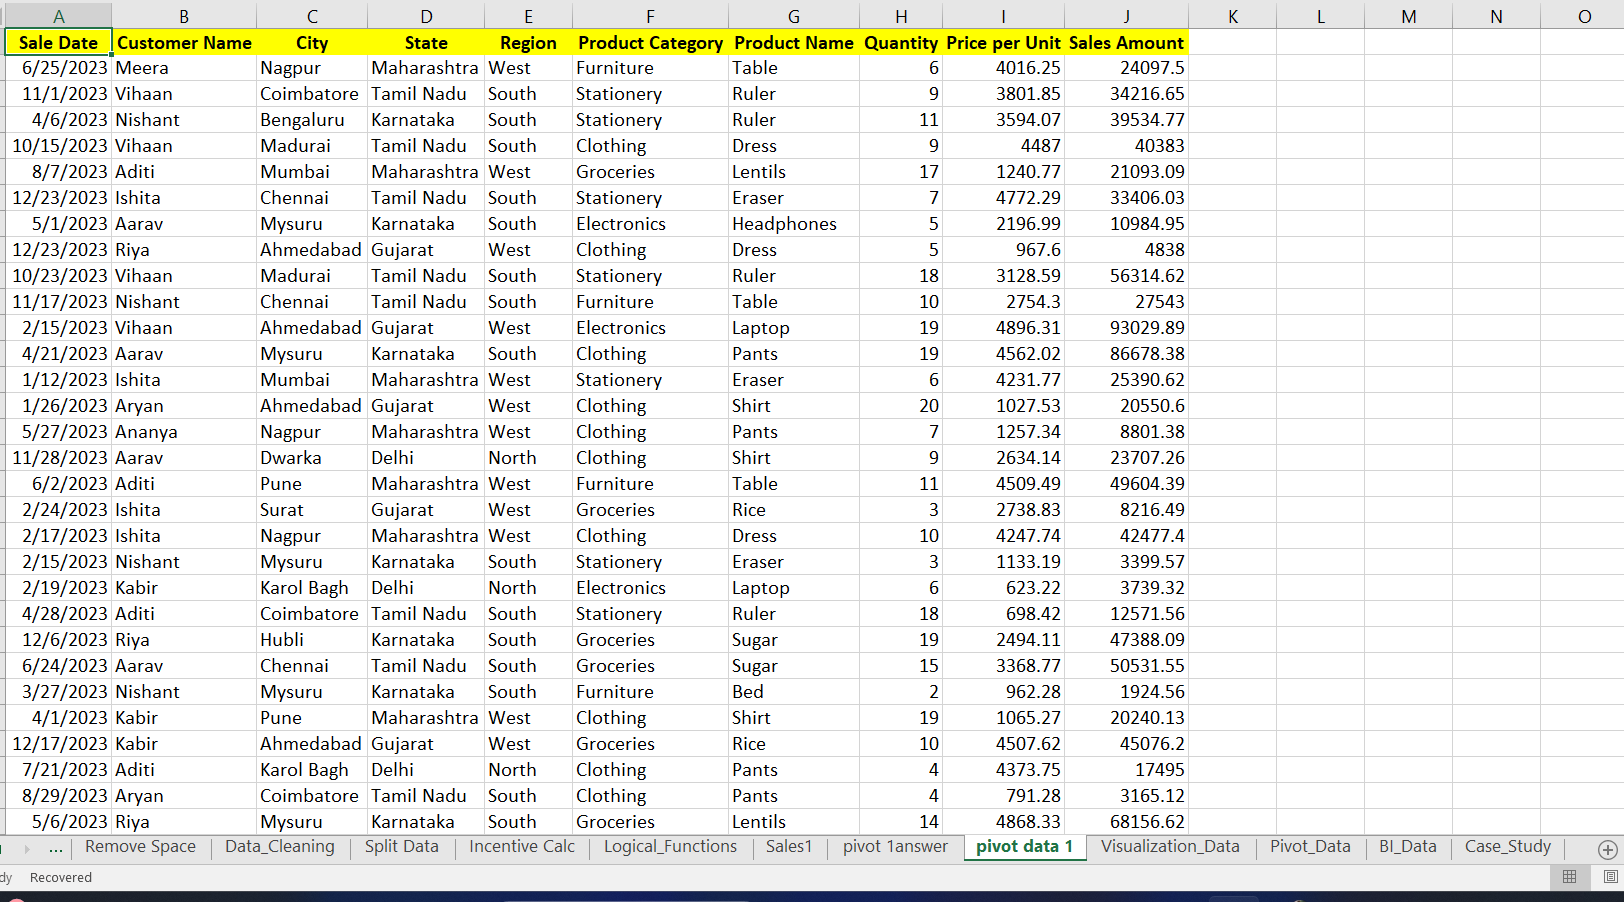 A B C D E F G H I J K L M N O
Sale Date Customer Name City State Region Product Category Product Name Quantity Price per Unit Sales Amount
6/25/2023 Meera Nagpur Maharashtra West Furniture Table 6 4016.25 24097.5
11/1/2023 Vihaan Coimbatore Tamil Nadu South Stationery Ruler 9 3801.85 34216.65
4/6/2023 Nishant Bengaluru Karnataka South Stationery Ruler 11 3594.07 39534.77
10/15/2023 Vihaan Madurai Tamil Nadu South Clothing Dress 9 4487 40383
8/7/2023 Aditi Mumbai Maharashtra West Groceries Lentils 17 1240.77 21093.09
12/23/2023 Ishita Chennai Tamil Nadu South Stationery Eraser 7 4772.29 33406.03
5/1/2023 Aarav Mysuru Karnataka South Electronics Headphones 5 2196.99 10984.95
12/23/2023 Riya Ahmedabad Gujarat West Clothing Dress 5 967.6 4838
10/23/2023 Vihaan Madurai Tamil Nadu South Stationery Ruler 18 3128.59 56314.62
11/17/2023 Nishant Chennai Tamil Nadu South Furniture Table 10 2754.3 27543
2/15/2023 Vihaan Ahmedabad Gujarat West Electronics Laptop 19 4896.31 93029.89
4/21/2023 Aarav Mysuru Karnataka South Clothing Pants 19 4562.02 86678.38
1/12/2023 Ishita Mumbai Maharashtra West Stationery Eraser 6 4231.77 25390.62
1/26/2023 Aryan Ahmedabad Gujarat West Clothing Shirt 20 1027.53 20550.6
5/27/2023 Ananya Nagpur Maharashtra West Clothing Pants 7 1257.34 8801.38
11/28/2023 Aarav Dwarka Delhi North Clothing Shirt 9 2634.14 23707.26
6/2/2023 Aditi Pune Maharashtra West Furniture Table 11 4509.49 49604.39
2/24/2023 Ishita Surat Gujarat West Groceries Rice 3 2738.83 8216.49
2/17/2023 Ishita Nagpur Maharashtra West Clothing Dress 10 4247.74 42477.4
2/15/2023 Nishant Mysuru Karnataka South Stationery Eraser 3 1133.19 3399.57
2/19/2023 Kabir Karol Bagh Delhi North Electronics Laptop 6 623.22 3739.32
4/28/2023 Aditi Coimbatore Tamil Nadu South Stationery Ruler 18 698.42 12571.56
12/6/2023 Riya Hubli Karnataka South Groceries Sugar 19 2494.11 47388.09
6/24/2023 Aarav Chennai Tamil Nadu South Groceries Sugar 15 3368.77 50531.55
3/27/2023 Nishant Mysuru Karnataka South Furniture Bed 2 962.28 1924.56
4/1/2023 Kabir Pune Maharashtra West Clothing Shirt 19 1065.27 20240.13
12/17/2023 Kabir Ahmedabad Gujarat West Groceries Rice 10 4507.62 45076.2
7/21/2023 Aditi Karol Bagh Delhi North Clothing Pants 4 4373.75 17495
8/29/2023 Aryan Coimbatore Tamil Nadu South Clothing Pants 4 791.28 3165.12
5/6/2023 Riya Mysuru Karnataka South Groceries Lentils 14 4868.33 68156.62
... Remove Space Data_Cleaning Split Data Incentive Calc Logical_Functions Sales1 pivot 1answer pivot data 1 Visualization_Data Pivot_Data BI_Data Case_Study
dy Recovered